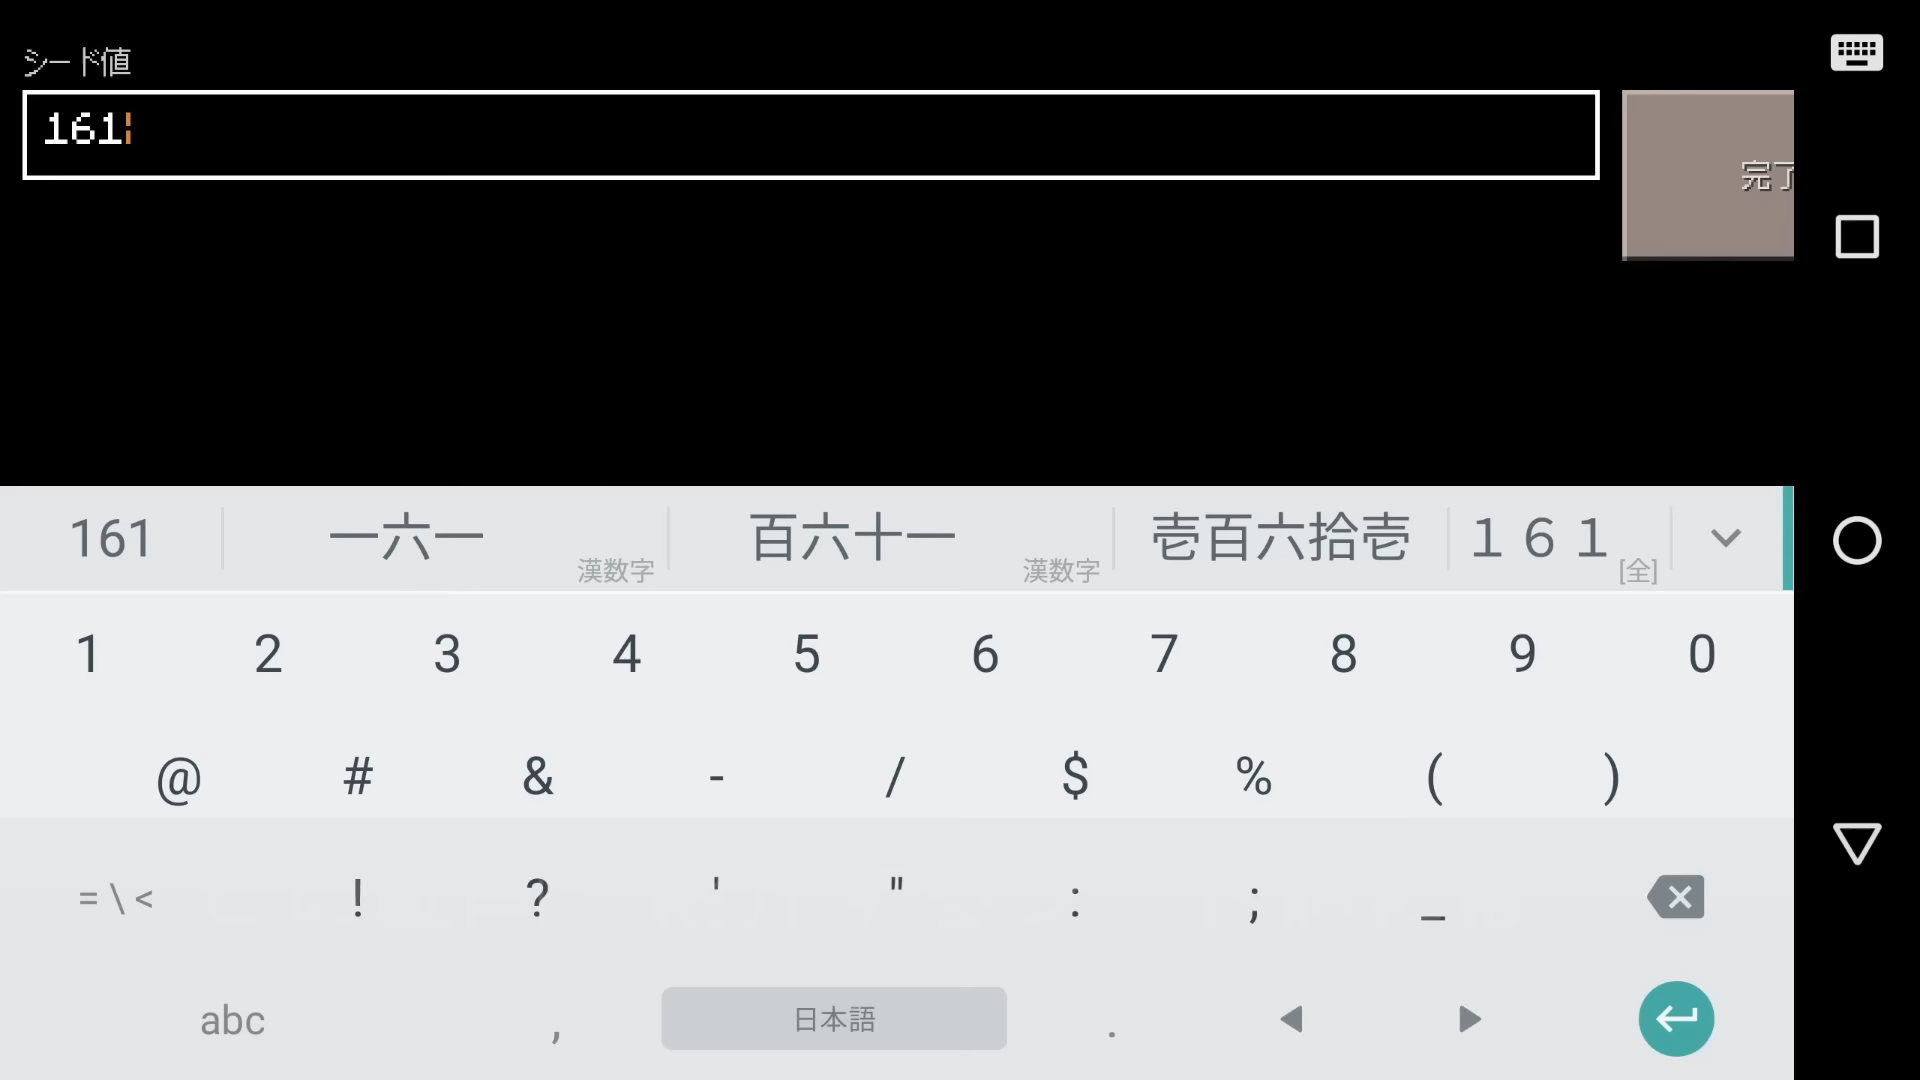 シード値
161
完了
161 一六一 漢数字 百六十一 漢数字 壱百六拾壱 １６１ [全]
1 2 3 4 5 6 7 8 9 0
@ # & - / $ % ( )
= \ < ! ? ' " : ; _
abc , 日本語 .